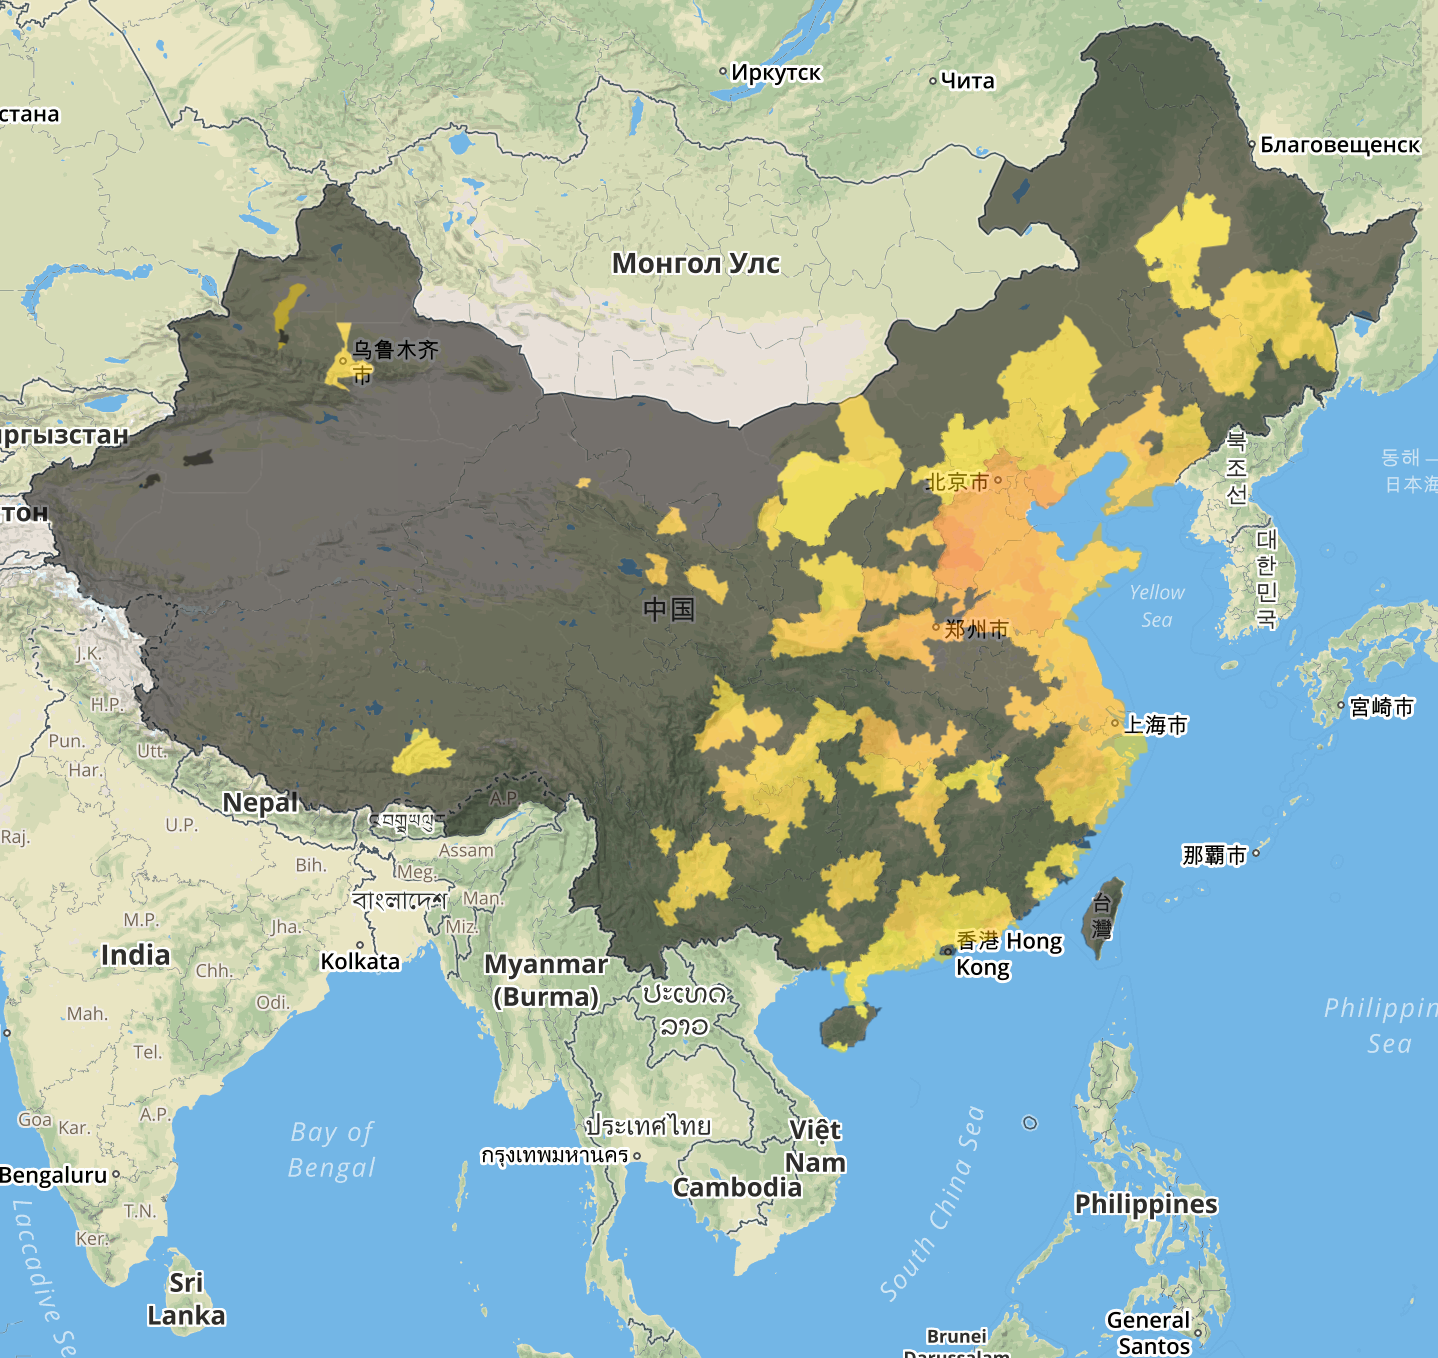 Иркутск
Чита
стана
Благовещенск
Монгол Улс
乌鲁木齐
市
ыргызстан
북
조
선
동해 –
日本海
北京市
тон
대
한
민
국
Yellow
Sea
中国
郑州市
J.K.
H.P.
宮崎市
上海市
Pun.
Utt.
Har.
Nepal
A.P.
འབྲུགཡུལ
U.P.
Raj.
Assam
那覇市
Bih.
Meg.
বাংলাদেশ
Man.
台
灣
M.P.
Jha.
Miz.
India
Kolkata
香港 Hong
Kong
Myanmar
(Burma)
Chh.
ປະເທດ
ລາວ
Odi.
Mah.
Philippin
Sea
Tel.
Goa
Kar.
A.P.
Bay of
Bengal
ประเทศไทย
Việt
Nam
กรุงเทพมหานคร
South China Sea
Bengaluru
Cambodia
Philippines
T.N.
Ker.
Laccadive Se
Sri
Lanka
General
Santos
Brunei
Darussalam